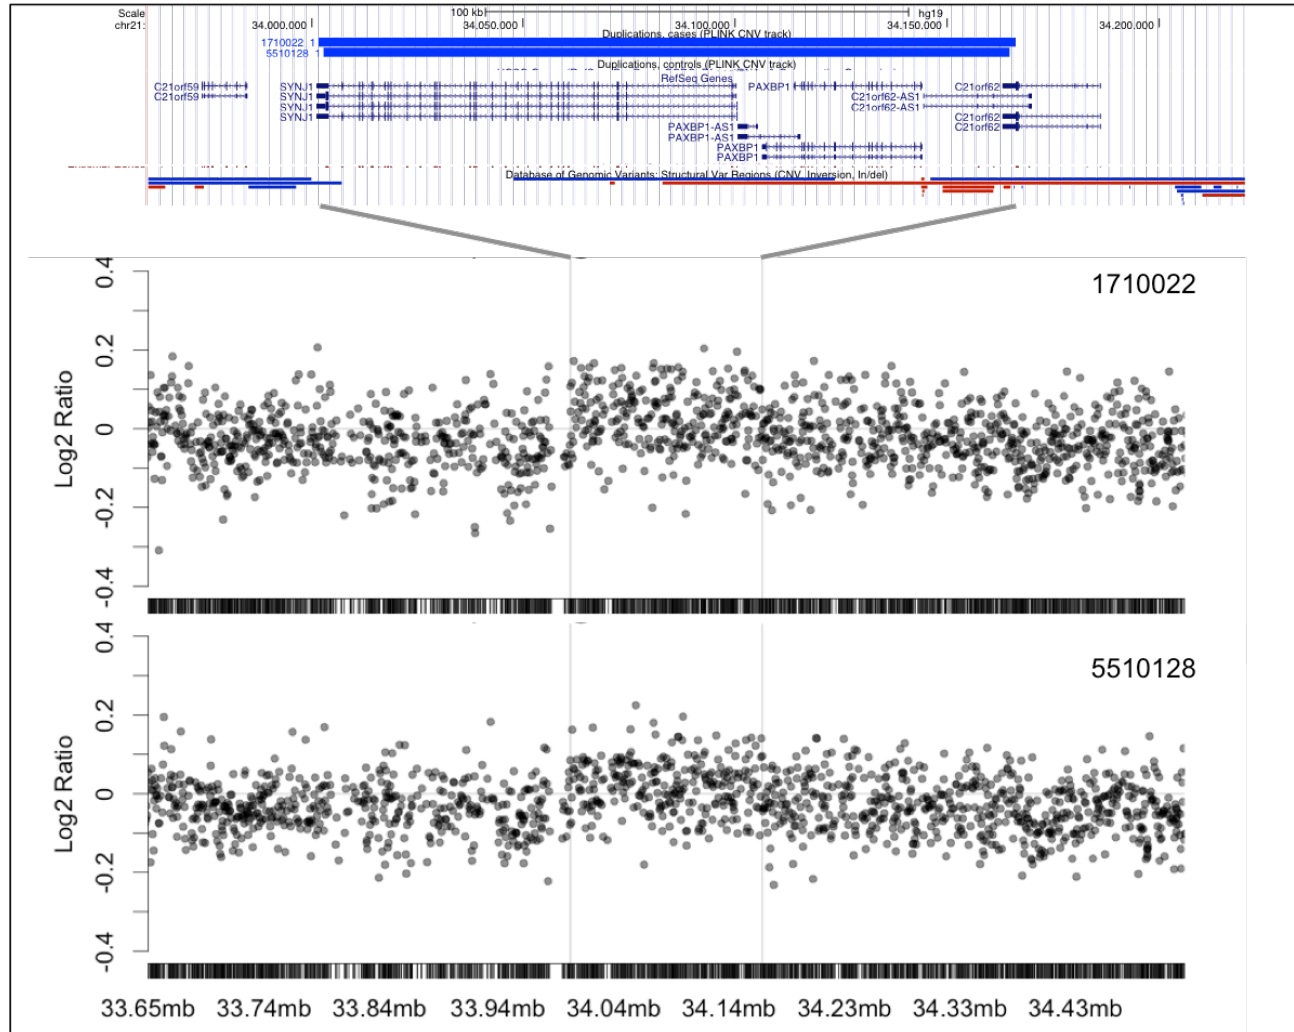 Scale 100 kb hg19
chr21: 34,000,000 34,050,000 34,100,000 34,150,000 34,200,000
Duplications, cases (PLINK CNV track)
1710022 1
5510128 1
Duplications, controls (PLINK CNV track)
RefSeq Genes
C21orf59 SYNJ1 PAXBP1 C21orf62
C21orf59 SYNJ1 C21orf62-AS1
SYNJ1 C21orf62-AS1
SYNJ1 C21orf62
PAXBP1-AS1 C21orf62
PAXBP1-AS1
PAXBP1
PAXBP1
Database of Genomic Variants: Structural Var Regions (CNV, Inversion, In/del)
1710022
Log2 Ratio
0.4
0.2
0
-0.2
-0.4
5510128
Log2 Ratio
0.4
0.2
0
-0.2
-0.4
33.65mb 33.74mb 33.84mb 33.94mb 34.04mb 34.14mb 34.23mb 34.33mb 34.43mb